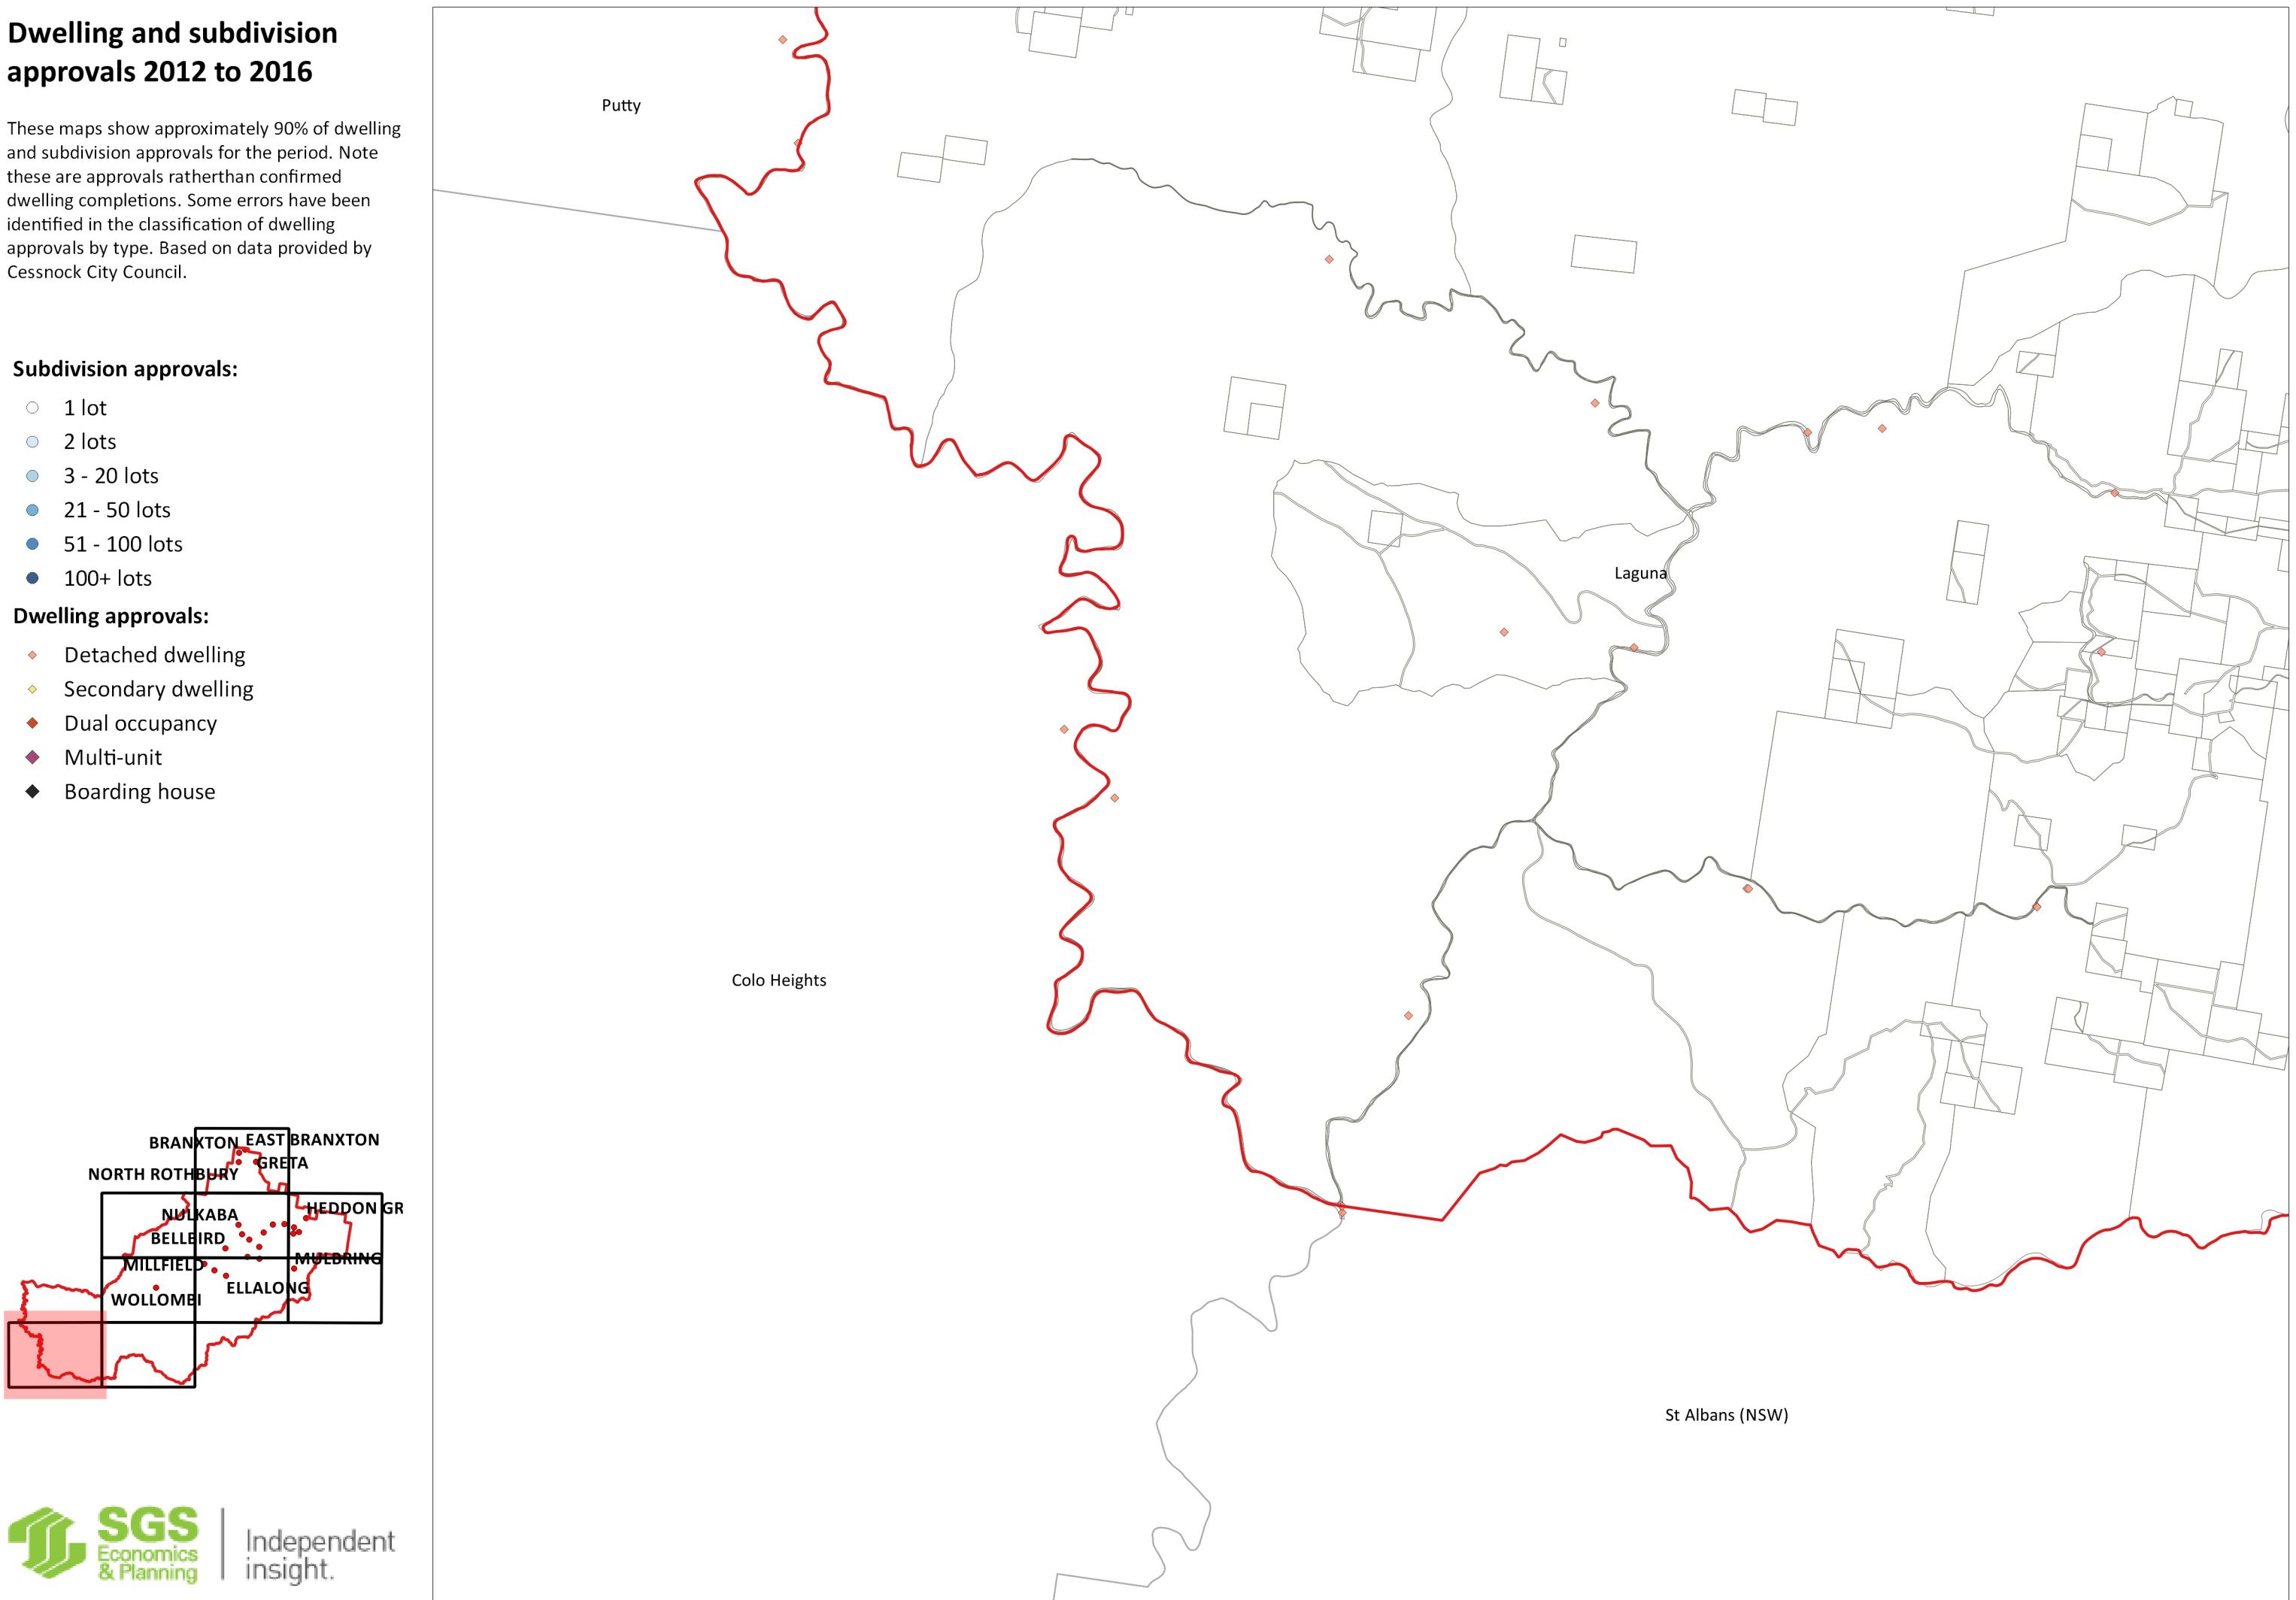 Dwelling and subdivision
approvals 2012 to 2016
These maps show approximately 90% of dwelling
and subdivision approvals for the period. Note
these are approvals ratherthan confirmed
dwelling completions. Some errors have been
identified in the classification of dwelling
approvals by type. Based on data provided by
Cessnock City Council.
Subdivision approvals:
1 lot
2 lots
3 - 20 lots
21 - 50 lots
51 - 100 lots
100+ lots
Dwelling approvals:
Detached dwelling
Secondary dwelling
Dual occupancy
Multi-unit
Boarding house
BRANXTON
EAST BRANXTON
GRETA
NORTH ROTHBURY
HEDDON GR
NULKABA
BELLBIRD
MULBRING
MILLFIELD
ELLALONG
WOLLOMBI
SGS
Economics
& Planning
Independent
insight.
Putty
Laguna
Colo Heights
St Albans (NSW)